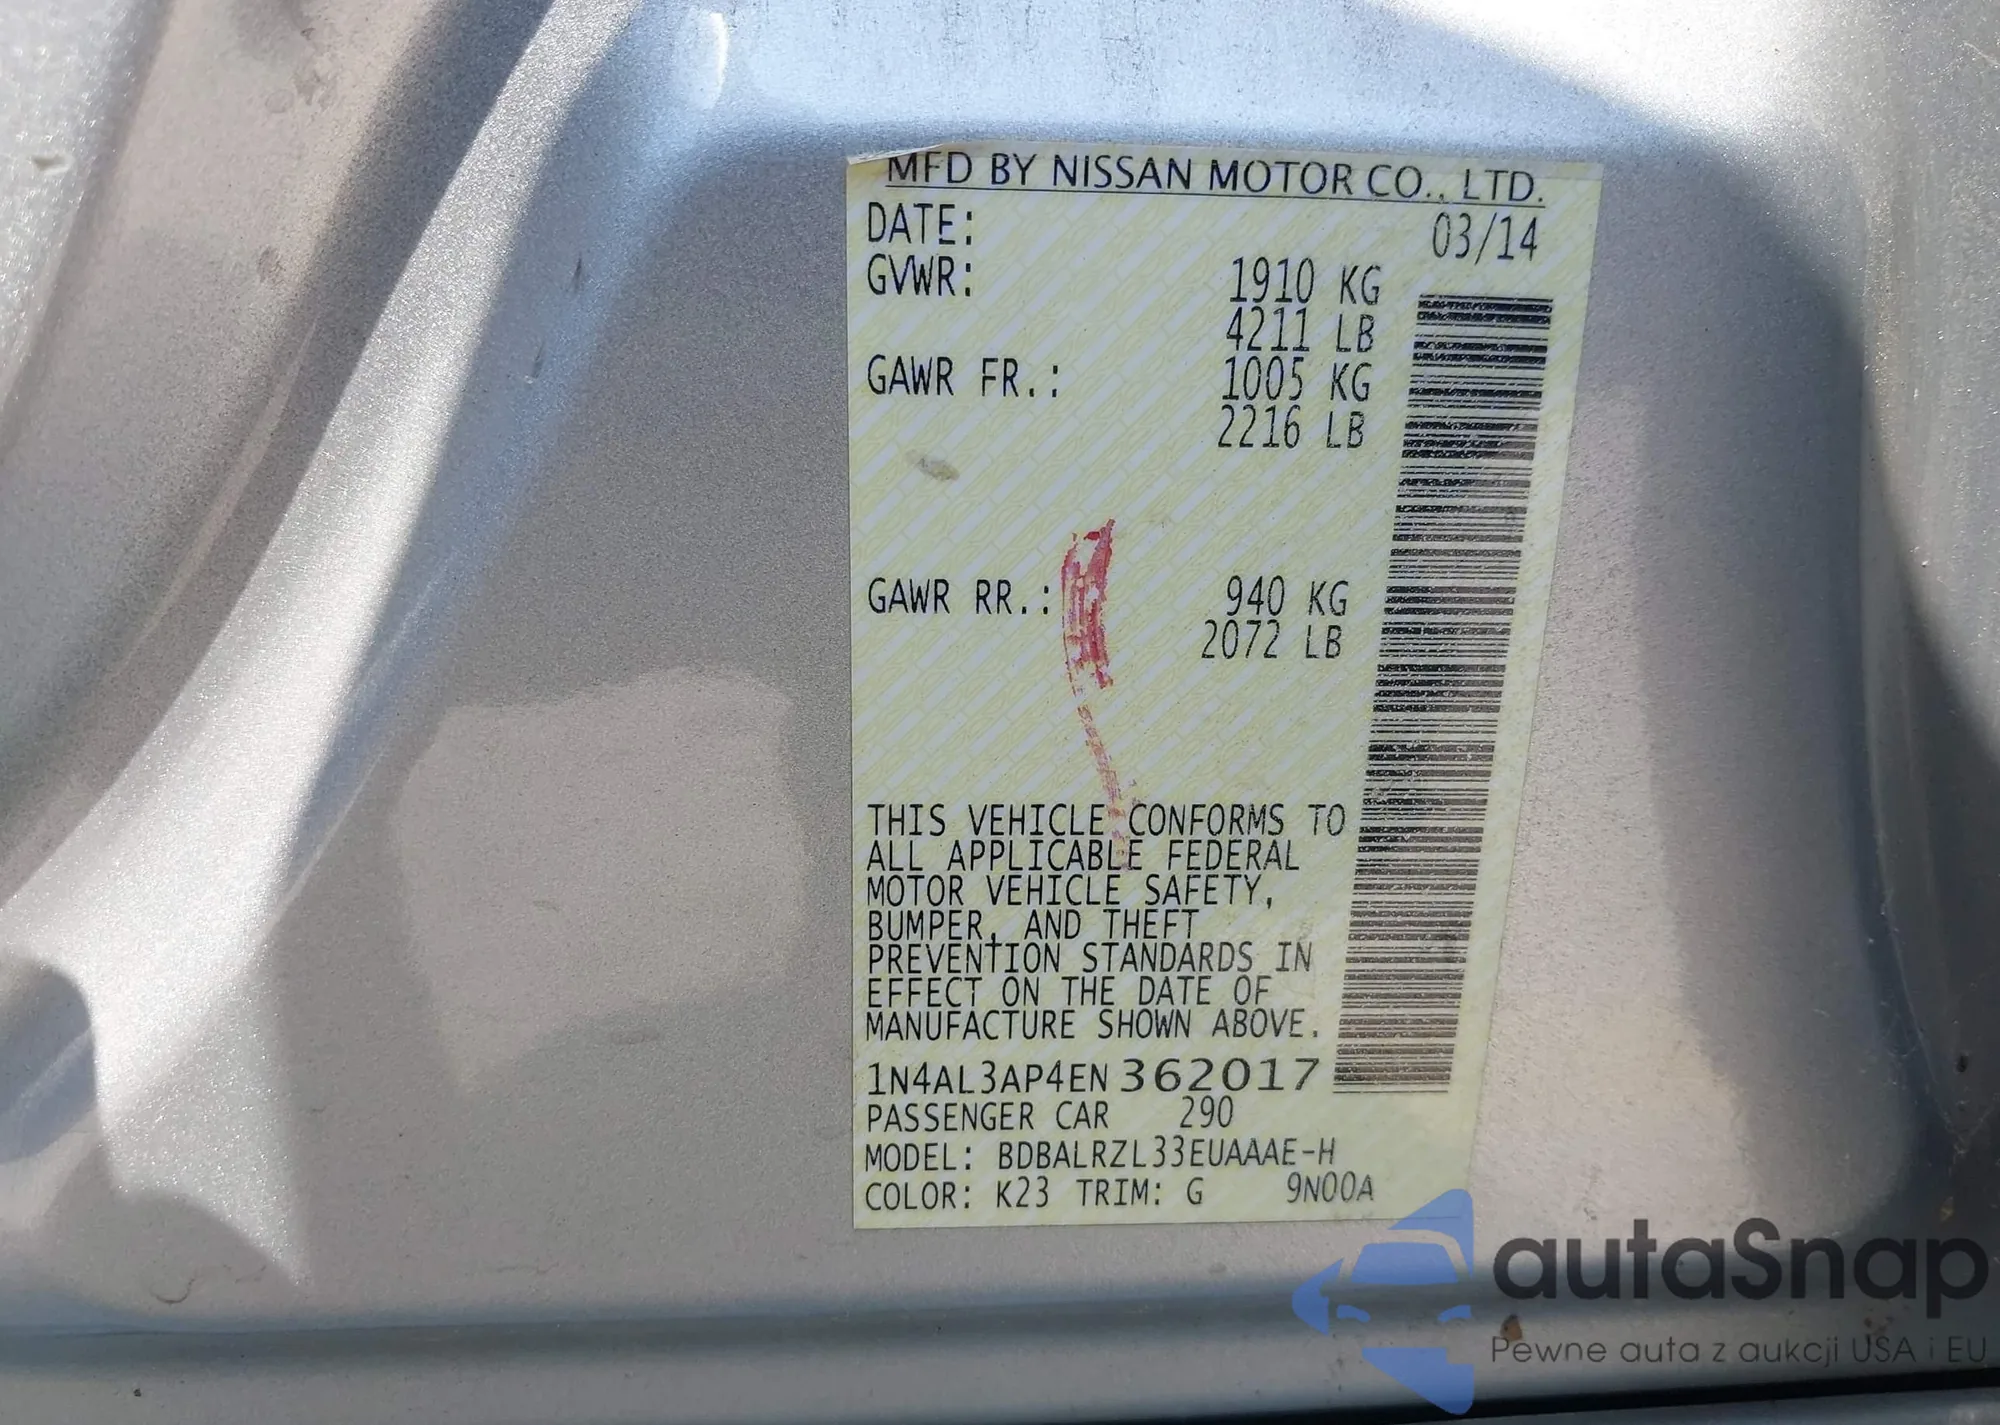 MFD BY NISSAN MOTOR CO., LTD.
DATE: 03/14
GVWR: 1910 KG
4211 LB
GAWR FR.: 1005 KG
2216 LB
GAWR RR.: 940 KG
2072 LB
THIS VEHICLE CONFORMS TO
ALL APPLICABLE FEDERAL
MOTOR VEHICLE SAFETY,
BUMPER, AND THEFT
PREVENTION STANDARDS IN
EFFECT ON THE DATE OF
MANUFACTURE SHOWN ABOVE.
1N4AL3AP4EN362017
PASSENGER CAR 290
MODEL: BDBALRZL33EUAAAE-H
COLOR: K23 TRIM: G 9N00A
autaSnap
Pewne auta z aukcji USA i EU